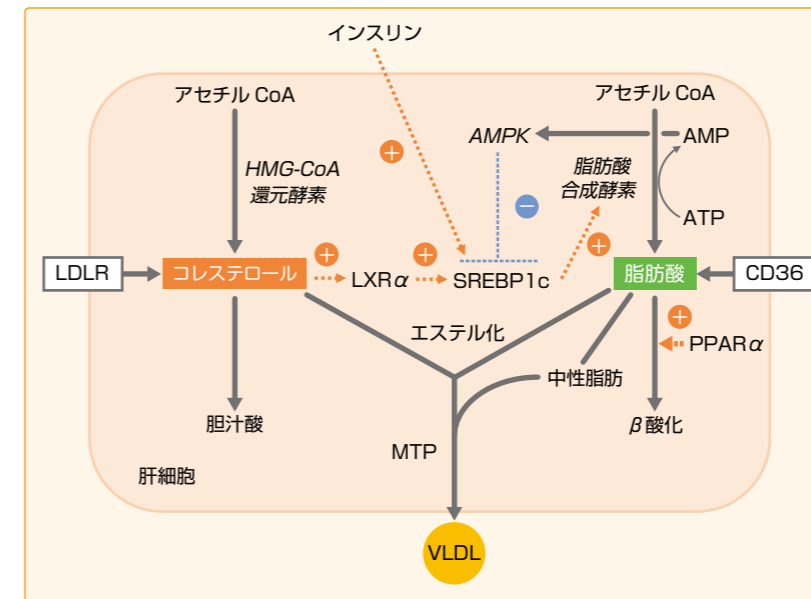 インスリン
アセチル CoA
アセチル CoA
AMPK
AMP
HMG-CoA
還元酵素
+
脂肪酸
合成酵素
−
ATP
LDLR
コレステロール
+
LXRα
+
SREBP1c
+
脂肪酸
CD36
エステル化
+
PPARα
中性脂肪
胆汁酸
β酸化
MTP
肝細胞
VLDL